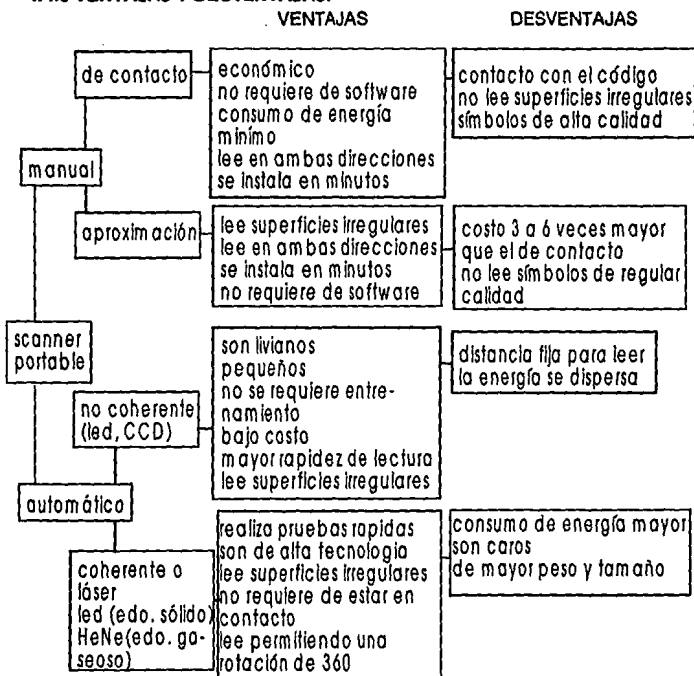 VENTAJAS DESVENTAJAS
de contacto
económico
no requiere de software
consumo de energía
mínimo
lee en ambas direcciones
se instala en minutos
contacto con el código
no lee superficies irregulares
símbolos de alta calidad
manual
aproximación
lee superficies irregulares
lee en ambas direcciones
se instala en minutos
no requiere de software
costo 3 a 6 veces mayor
que el de contacto
no lee símbolos de regular
calidad
scanner
portable
no coherente
(led, CCD)
son livianos
pequeños
no se requiere entre-
namiento
bajo costo
mayor rapidez de lectura
lee superficies irregulares
distancia fija para leer
la energía se dispersa
automático
coherente o
láser
led (edo. sólido)
HeNe(edo. ga-
seoso)
realiza pruebas rapidas
son de alta tecnología
lee superficies irregulares
no requiere de estar en
contacto
lee permitiendo una
rotación de 360
consumo de energía mayor
son caros
de mayor peso y tamaño